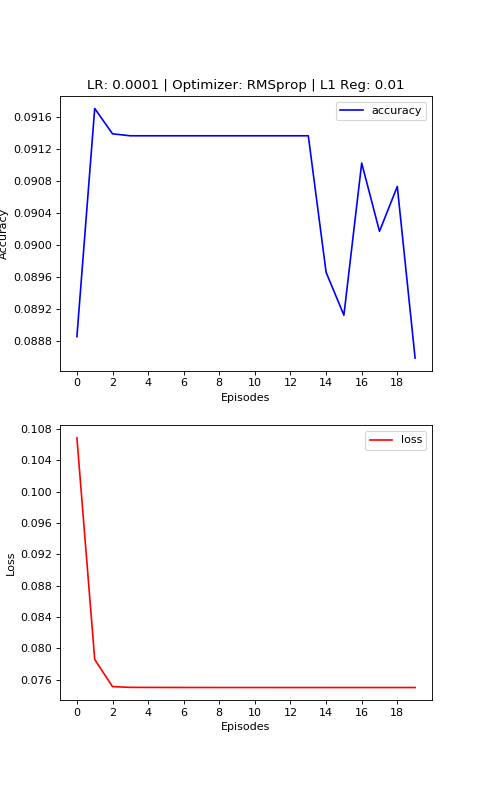 LR: 0.0001 | Optimizer: RMSprop | L1 Reg: 0.01
accuracy
0.0916
0.0912
0.0908
0.0904
0.0900
0.0896
0.0892
0.0888
Accuracy
0 2 4 6 8 10 12 14 16 18
Episodes
loss
0.108
0.104
0.100
0.096
0.092
0.088
0.084
0.080
0.076
Loss
0 2 4 6 8 10 12 14 16 18
Episodes